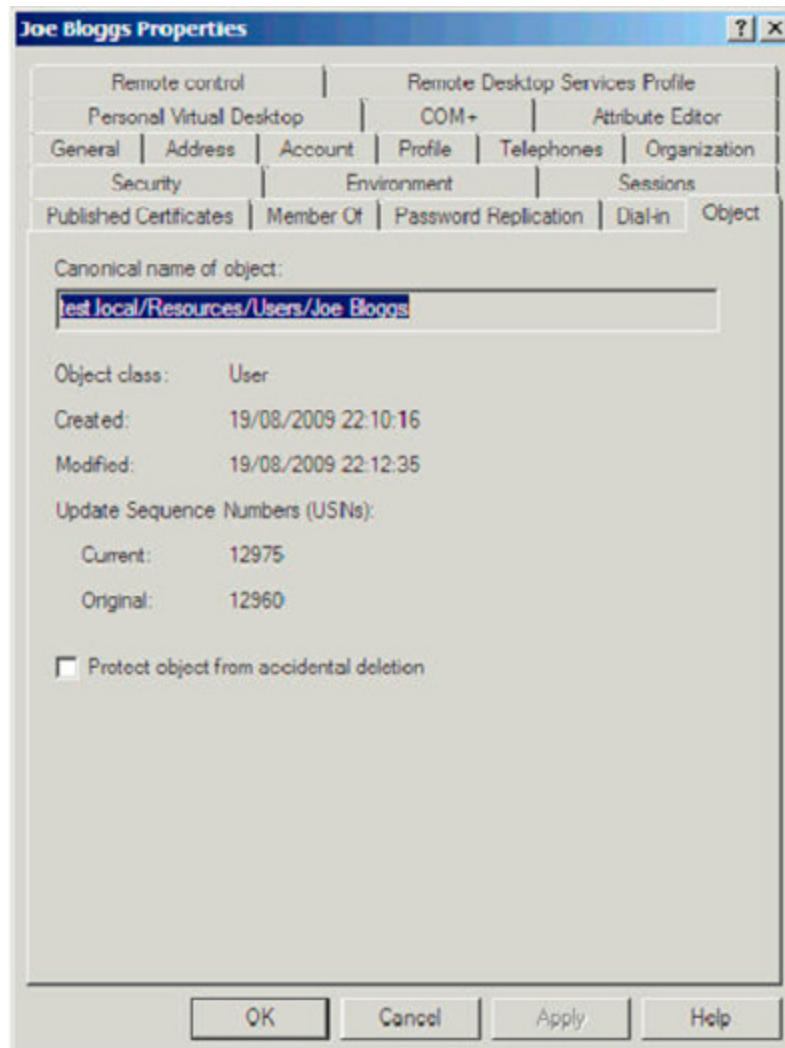 Joe Bloggs Properties
Remote control Remote Desktop Services Profile
Personal Virtual Desktop COM+ Attribute Editor
General Address Account Profile Telephones Organization
Security Environment Sessions
Published Certificates Member Of Password Replication Dial-in Object
Canonical name of object:
test.local/Resources/Users/Joe Bloggs
Object class: User
Created: 19/08/2009 22:10:16
Modified: 19/08/2009 22:12:35
Update Sequence Numbers (USNs):
Current: 12975
Original: 12960
Protect object from accidental deletion
OK Cancel Apply Help